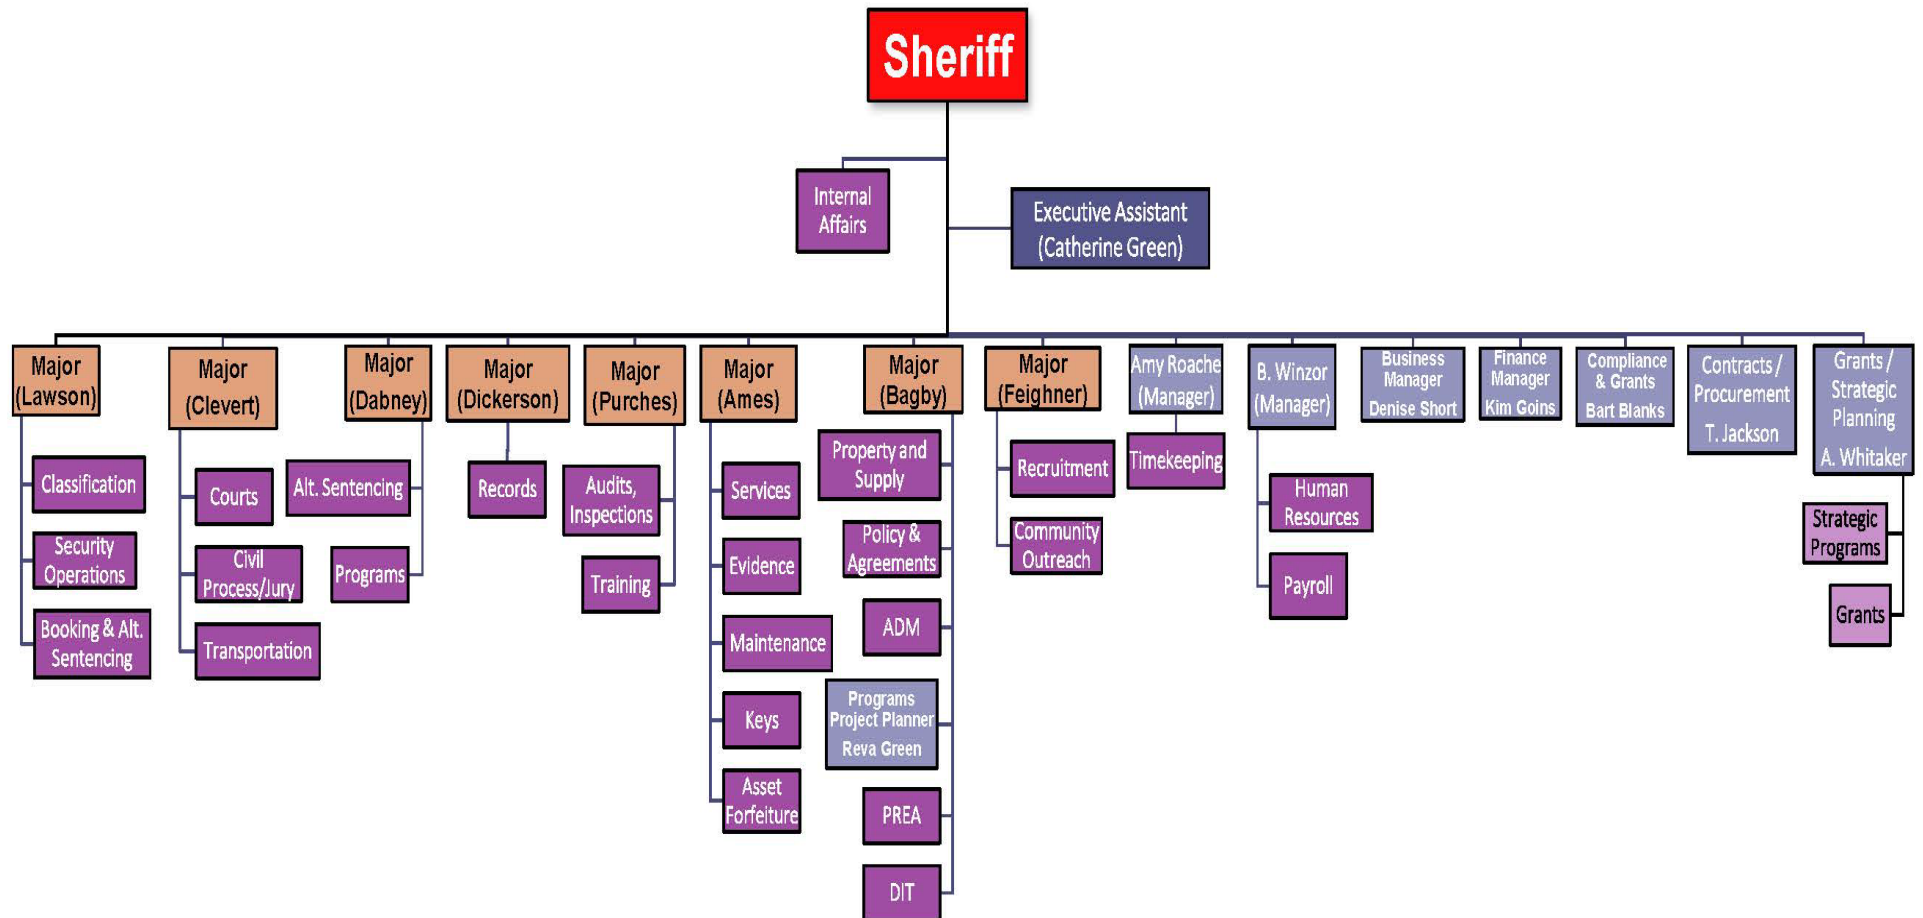 Sheriff
Internal
Affairs
Executive Assistant
(Catherine Green)
Major
(Lawson)
Classification
Security
Operations
Booking & Alt.
Sentencing
Major
(Clevert)
Courts
Civil
Process/Jury
Transportation
Major
(Dabney)
Alt. Sentencing
Programs
Major
(Dickerson)
Records
Major
(Purches)
Audits,
Inspections
Training
Major
(Ames)
Services
Evidence
Maintenance
Keys
Asset
Forfeiture
Major
(Bagby)
Property and
Supply
Policy &
Agreements
ADM
Programs
Project Planner
Reva Green
PREA
DIT
Major
(Feighner)
Recruitment
Community
Outreach
Amy Roache
(Manager)
Timekeeping
B. Winzor
(Manager)
Human
Resources
Payroll
Business
Manager
Denise Short
Finance
Manager
Kim Goins
Compliance
& Grants
Bart Blanks
Contracts /
Procurement
T. Jackson
Grants /
Strategic
Planning
A. Whitaker
Strategic
Programs
Grants